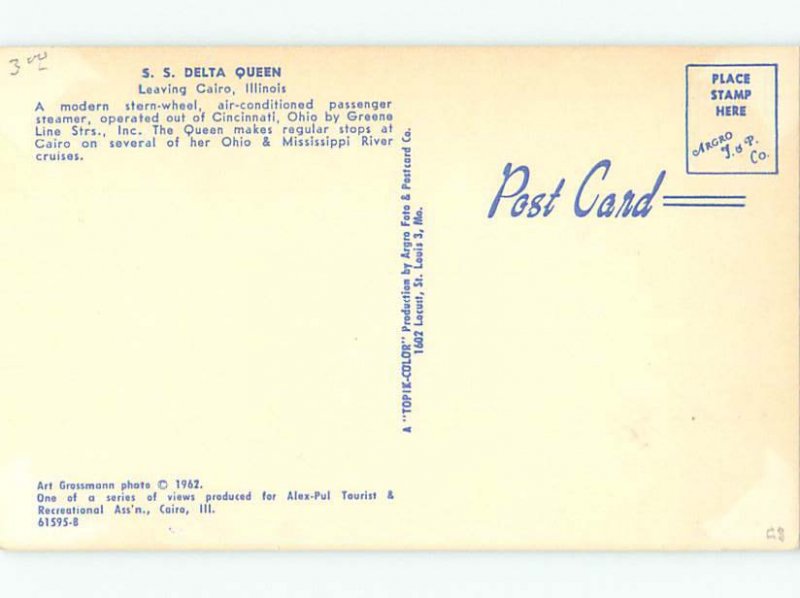 3.00
S. S. DELTA QUEEN
Leaving Cairo, Illinois
A modern stern-wheel, air-conditioned passenger
steamer, operated out of Cincinnati, Ohio by Greene
Line Strs., Inc. The Queen makes regular stops at
Cairo on several of her Ohio & Mississippi River
cruises.
PLACE
STAMP
HERE
ARGRO
I. & P.
Co.
Post Card
A "TOPIK-COLOR" Production by Argro Foto & Postcard Co.
1602 Locust, St. Louis 3, Mo.
Art Grossmann photo © 1962.
One of a series of views produced for Alex-Pul Tourist &
Recreational Ass'n., Cairo, Ill.
61595-B